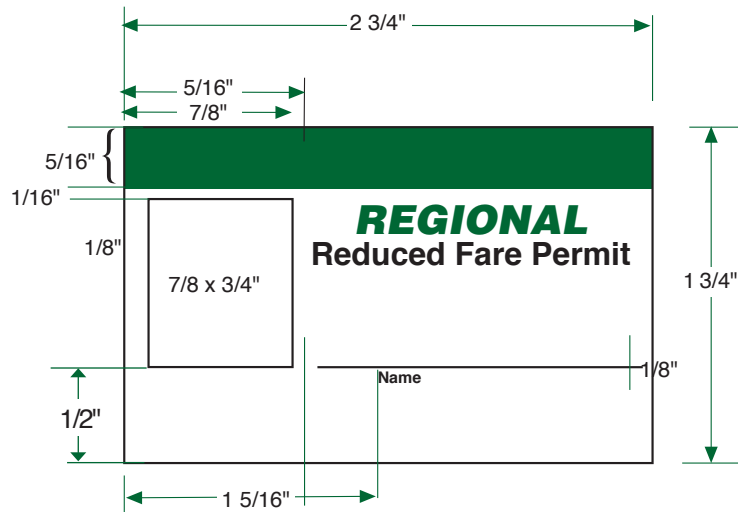 2 3/4"
5/16"
7/8"
5/16"
1/16"
REGIONAL
1/8"
Reduced Fare Permit
7/8 x 3/4"
1 3/4"
1/8"
Name
1/2"
1 5/16"